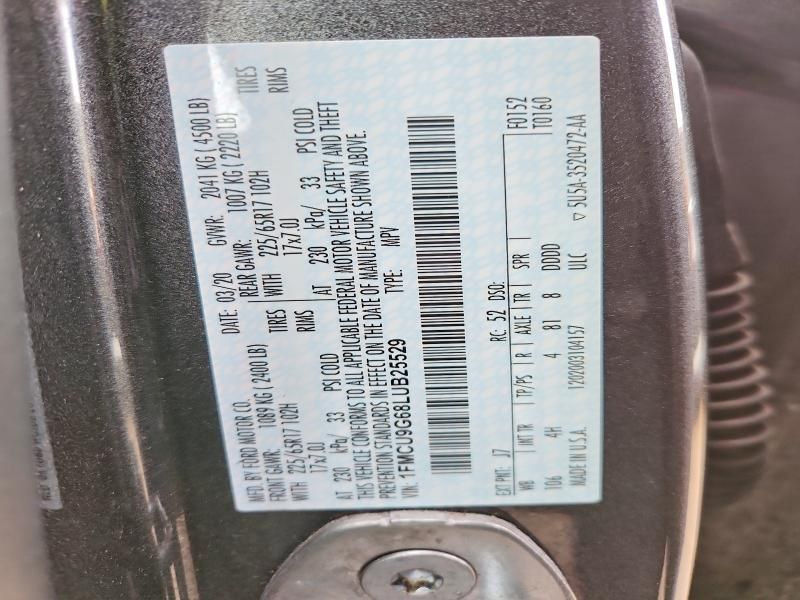 MFD. BY FORD MOTOR CO. DATE: 03/20 GVWR: 2041 KG ( 4500 LB)
FRONT GAWR: 1089 KG ( 2400 LB) REAR GAWR: 1007 KG ( 2220 LB)
WITH 225/65R17 102H TIRES WITH 225/65R17 102H TIRES
17x7.0J RIMS 17x7.0J RIMS
AT 230 kPa/ 33 PSI COLD AT 230 kPa/ 33 PSI COLD
THIS VEHICLE CONFORMS TO ALL APPLICABLE FEDERAL MOTOR VEHICLE SAFETY AND THEFT
PREVENTION STANDARDS IN EFFECT ON THE DATE OF MANUFACTURE SHOWN ABOVE.
VIN: 1FMCU9G68LUB25529 TYPE: MPV
EXT PNT: J7 RC: 52 DSO: F0152
WB INT TR TP/PS R AXLE TR SPR T0160
106 4H 4 81 8 DDDD
MADE IN U.S.A. 120200310415? ULC ▽ 5U5A-3520472-AA